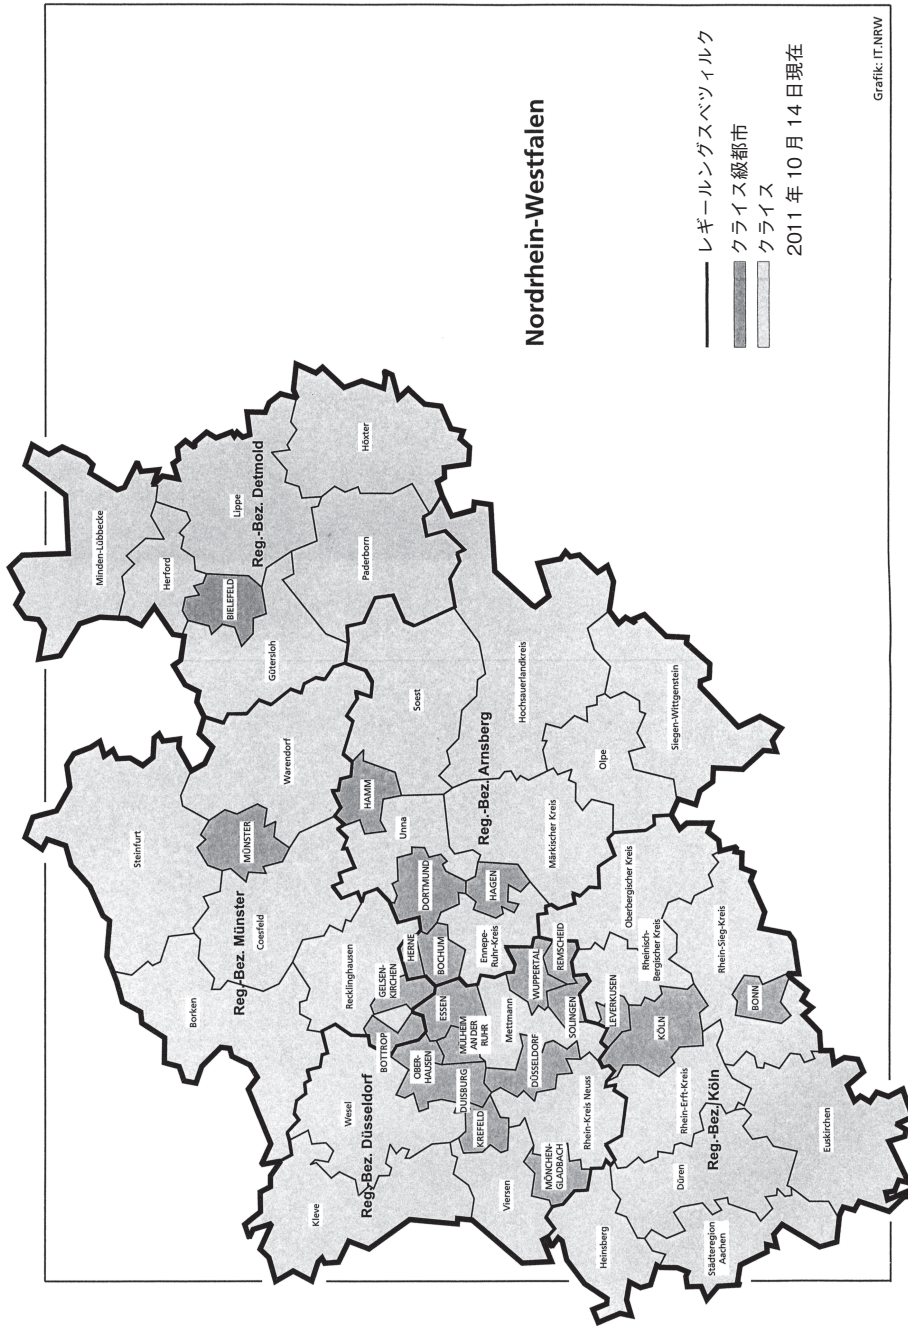 Nordrhein-Westfalen
レギールングスベツィルク
クライス級都市
クライス
2011 年 10 月 14 日現在
Grafik: IT.NRW
Minden-Lübbecke
Herford
BIELEFELD
Lippe
Reg.-Bez. Detmold
Gütersloh
Paderborn
Höxter
Steinfurt
MÜNSTER
Warendorf
Borken
Reg.-Bez. Münster
Coesfeld
Recklinghausen
GELSEN-
KIRCHEN
BOTTROP
HAMM
Soest
Unna
DORTMUND
HERNE
BOCHUM
Ennepe-
Ruhr-Kreis
HAGEN
Reg.-Bez. Arnsberg
Hochsauerlandkreis
Märkischer Kreis
Olpe
Siegen-Wittgenstein
Kleve
Wesel
Reg.-Bez. Düsseldorf
OBER-
HAUSEN
ESSEN
MÜLHEIM
AN DER
RUHR
DUISBURG
KREFELD
Mettmann
WUPPERTAL
REMSCHEID
SOLINGEN
DÜSSELDORF
Viersen
MÖNCHEN-
GLADBACH
Rhein-Kreis Neuss
Heinsberg
Städteregion
Aachen
Düren
Rhein-Erft-Kreis
Reg.-Bez. Köln
KÖLN
LEVERKUSEN
Rheinisch-
Bergischer Kreis
Oberbergischer Kreis
Rhein-Sieg-Kreis
BONN
Euskirchen